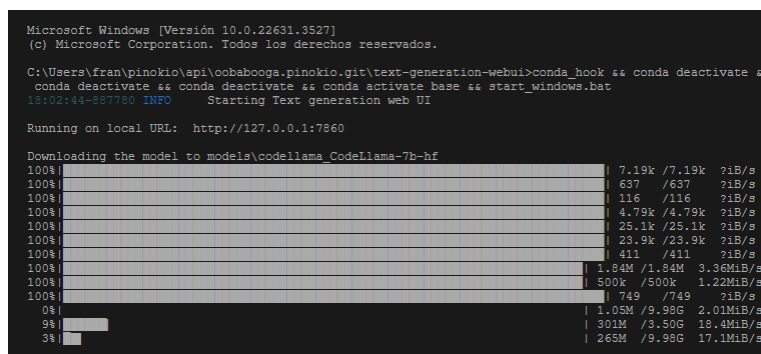 Microsoft Windows [Versión 10.0.22631.3527]
(c) Microsoft Corporation. Todos los derechos reservados.
C:\Users\fran\pinokio\api\oobabooga.pinokio.git\text-generation-webui>conda_hook && conda deactivate &
 conda deactivate && conda deactivate && conda activate base && start_windows.bat
18:02:44-887780 INFO     Starting Text generation web UI
Running on local URL:  http://127.0.0.1:7860
Downloading the model to models\codellama_CodeLlama-7b-hf
100%| | 7.19k /7.19k  ?iB/s
100%| | 637   /637   ?iB/s
100%| | 116   /116   ?iB/s
100%| | 4.79k /4.79k  ?iB/s
100%| | 25.1k /25.1k  ?iB/s
100%| | 23.9k /23.9k  ?iB/s
100%| | 411   /411   ?iB/s
100%| | 1.84M /1.84M  3.36MiB/s
100%| | 500k  /500k   1.22MiB/s
100%| | 749   /749   ?iB/s
0%| | 1.05M /9.98G  2.01MiB/s
9%| | 301M  /3.50G  18.4MiB/s
3%| | 265M  /9.98G  17.1MiB/s